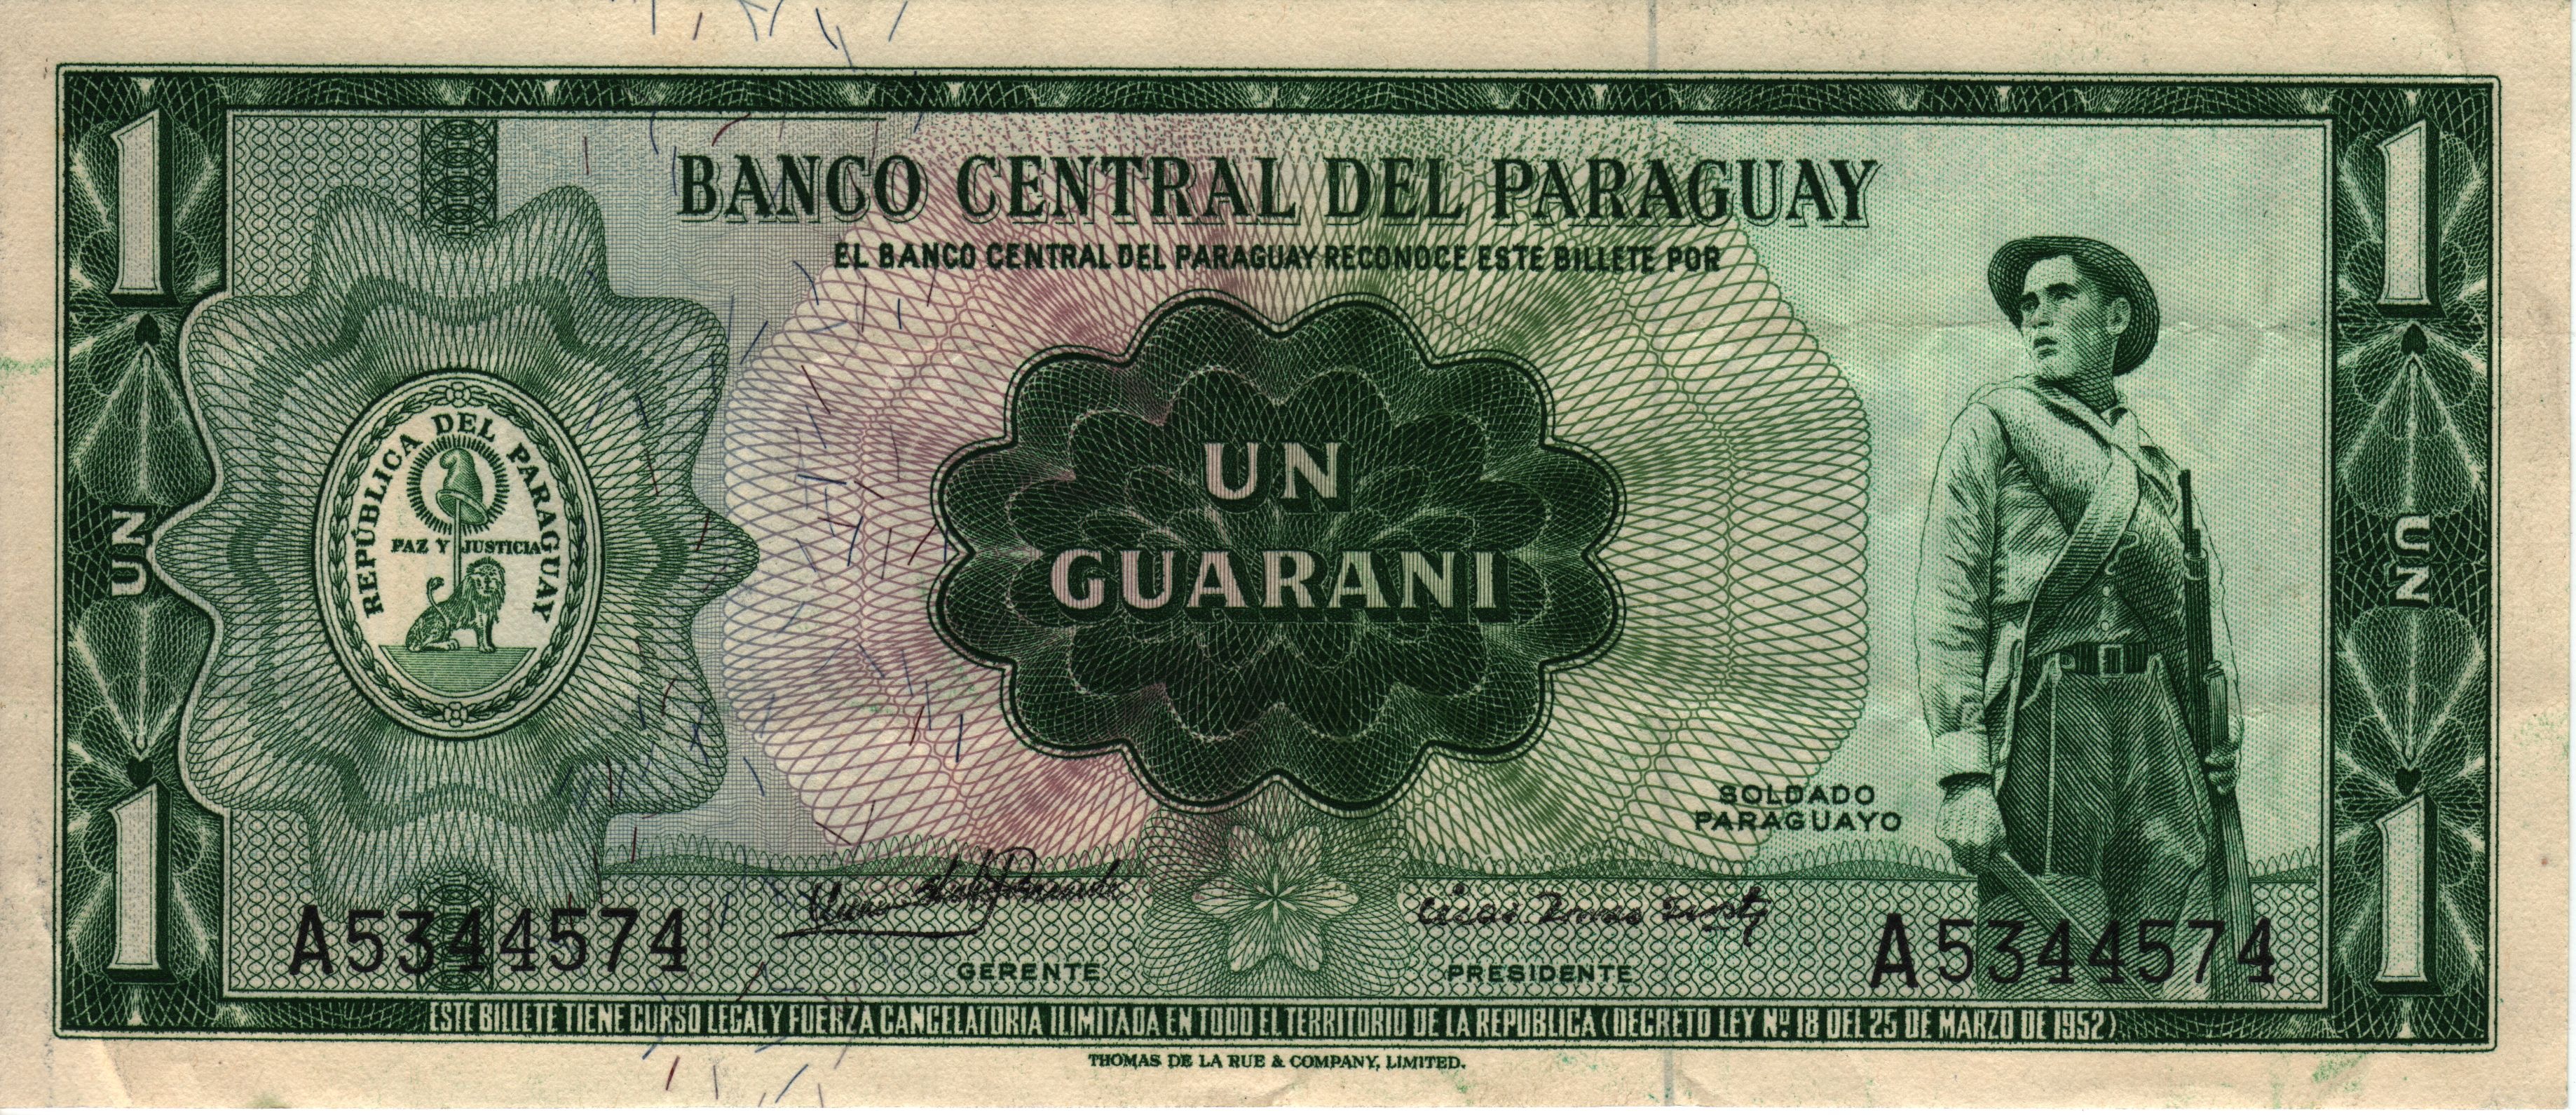 1
1
BANCO CENTRAL DEL PARAGUAY
EL BANCO CENTRAL DEL PARAGUAY RECONOCE ESTE BILLETE POR
UN
GUARANI
REPÚBLICA DEL PARAGUAY
PAZ Y JUSTICIA
UN
UN
SOLDADO
PARAGUAYO
1
1
A5344574
GERENTE
PRESIDENTE
A5344574
ESTE BILLETE TIENE CURSO LEGAL Y FUERZA CANCELATORIA ILIMITADA EN TODO EL TERRITORIO DE LA REPUBLICA (DECRETO LEY Nº 18 DEL 25 DE MARZO DE 1952)
THOMAS DE LA RUE & COMPANY, LIMITED.